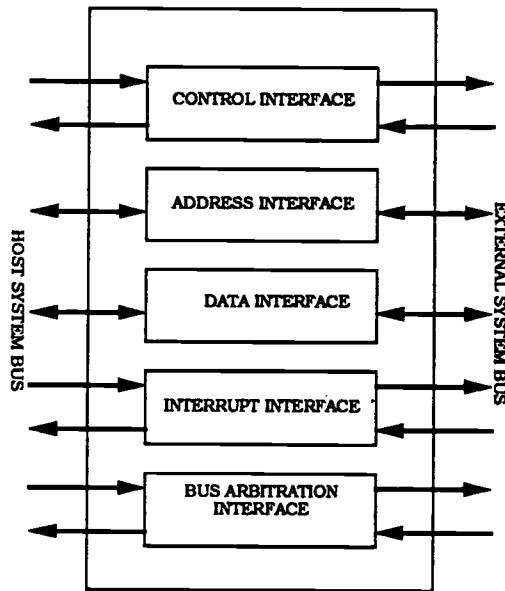 CONTROL INTERFACE
ADDRESS INTERFACE
HOST SYSTEM BUS
EXTERNAL SYSTEM BUS
DATA INTERFACE
INTERRUPT INTERFACE
BUS ARBITRATION
INTERFACE